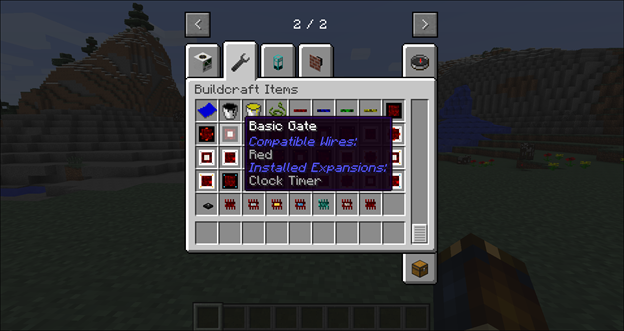 2 / 2
Buildcraft Items
Basic Gate
Compatible Wires:
Red
Installed Expansions:
Clock Timer